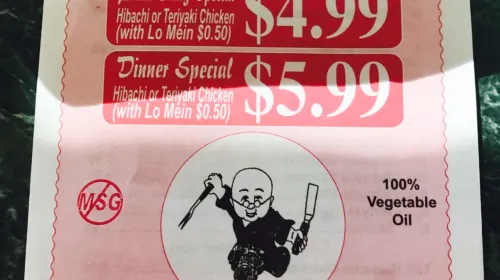 Special
Hibachi or Teriyaki Chicken
(with Lo Mein $0.50)
$4.99
Dinner Special
Hibachi or Teriyaki Chicken
(with Lo Mein $0.50)
$5.99
MSG
100%
Vegetable
Oil